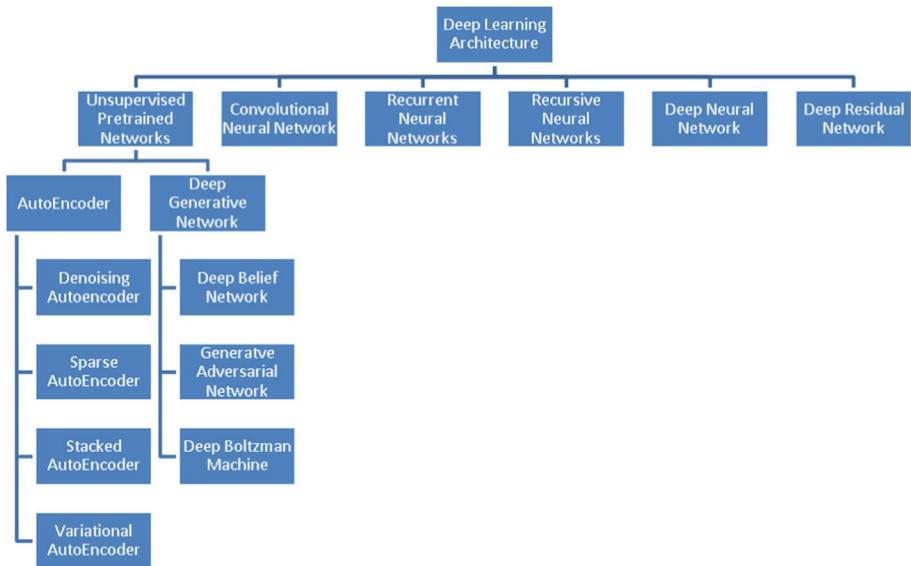 Deep Learning
Architecture
Unsupervised
Pretrained
Networks
Convolutional
Neural Network
Recurrent
Neural
Networks
Recursive
Neural
Networks
Deep Neural
Network
Deep Residual
Network
AutoEncoder
Deep
Generative
Network
Denoising
Autoencoder
Deep Belief
Network
Sparse
AutoEncoder
Generatve
Adversarial
Network
Stacked
AutoEncoder
Deep Boltzman
Machine
Variational
AutoEncoder